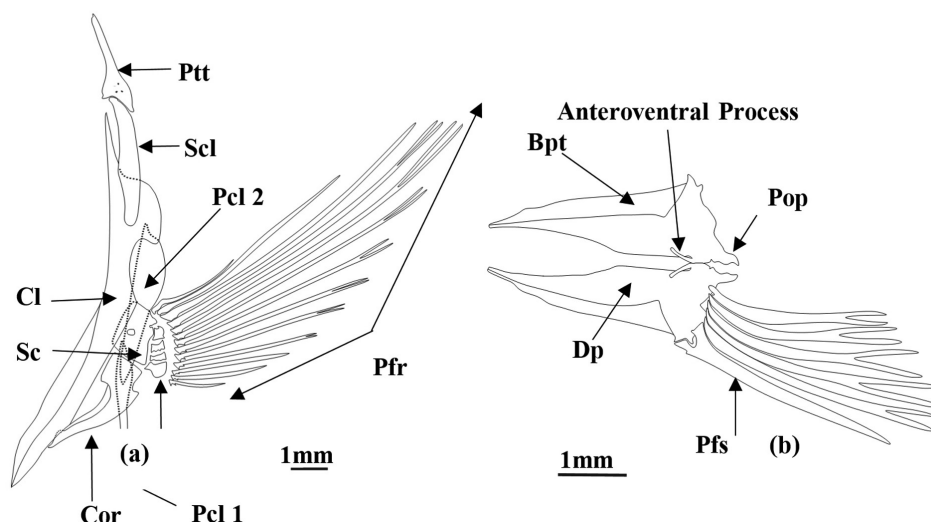 Ptt
Scl
Pcl 2
Cl
Sc
Pfr
(a)
1mm
Cor
Pcl 1
Anteroventral Process
Bpt
Pop
Dp
Pfs
(b)
1mm